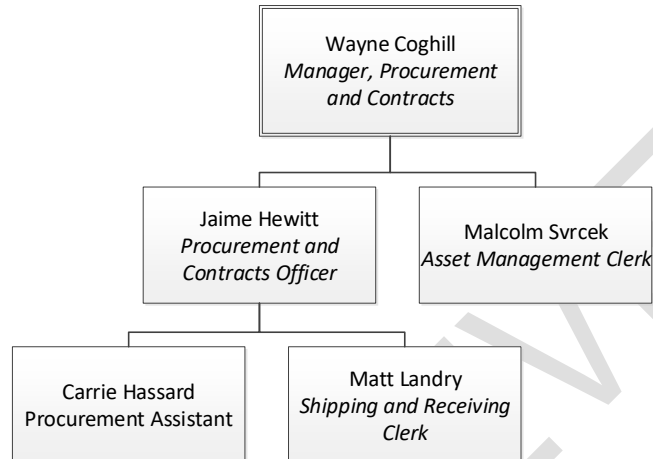 Wayne Coghill
Manager, Procurement
and Contracts
Jaime Hewitt
Procurement and
Contracts Officer
Malcolm Svrcek
Asset Management Clerk
Carrie Hassard
Procurement Assistant
Matt Landry
Shipping and Receiving
Clerk